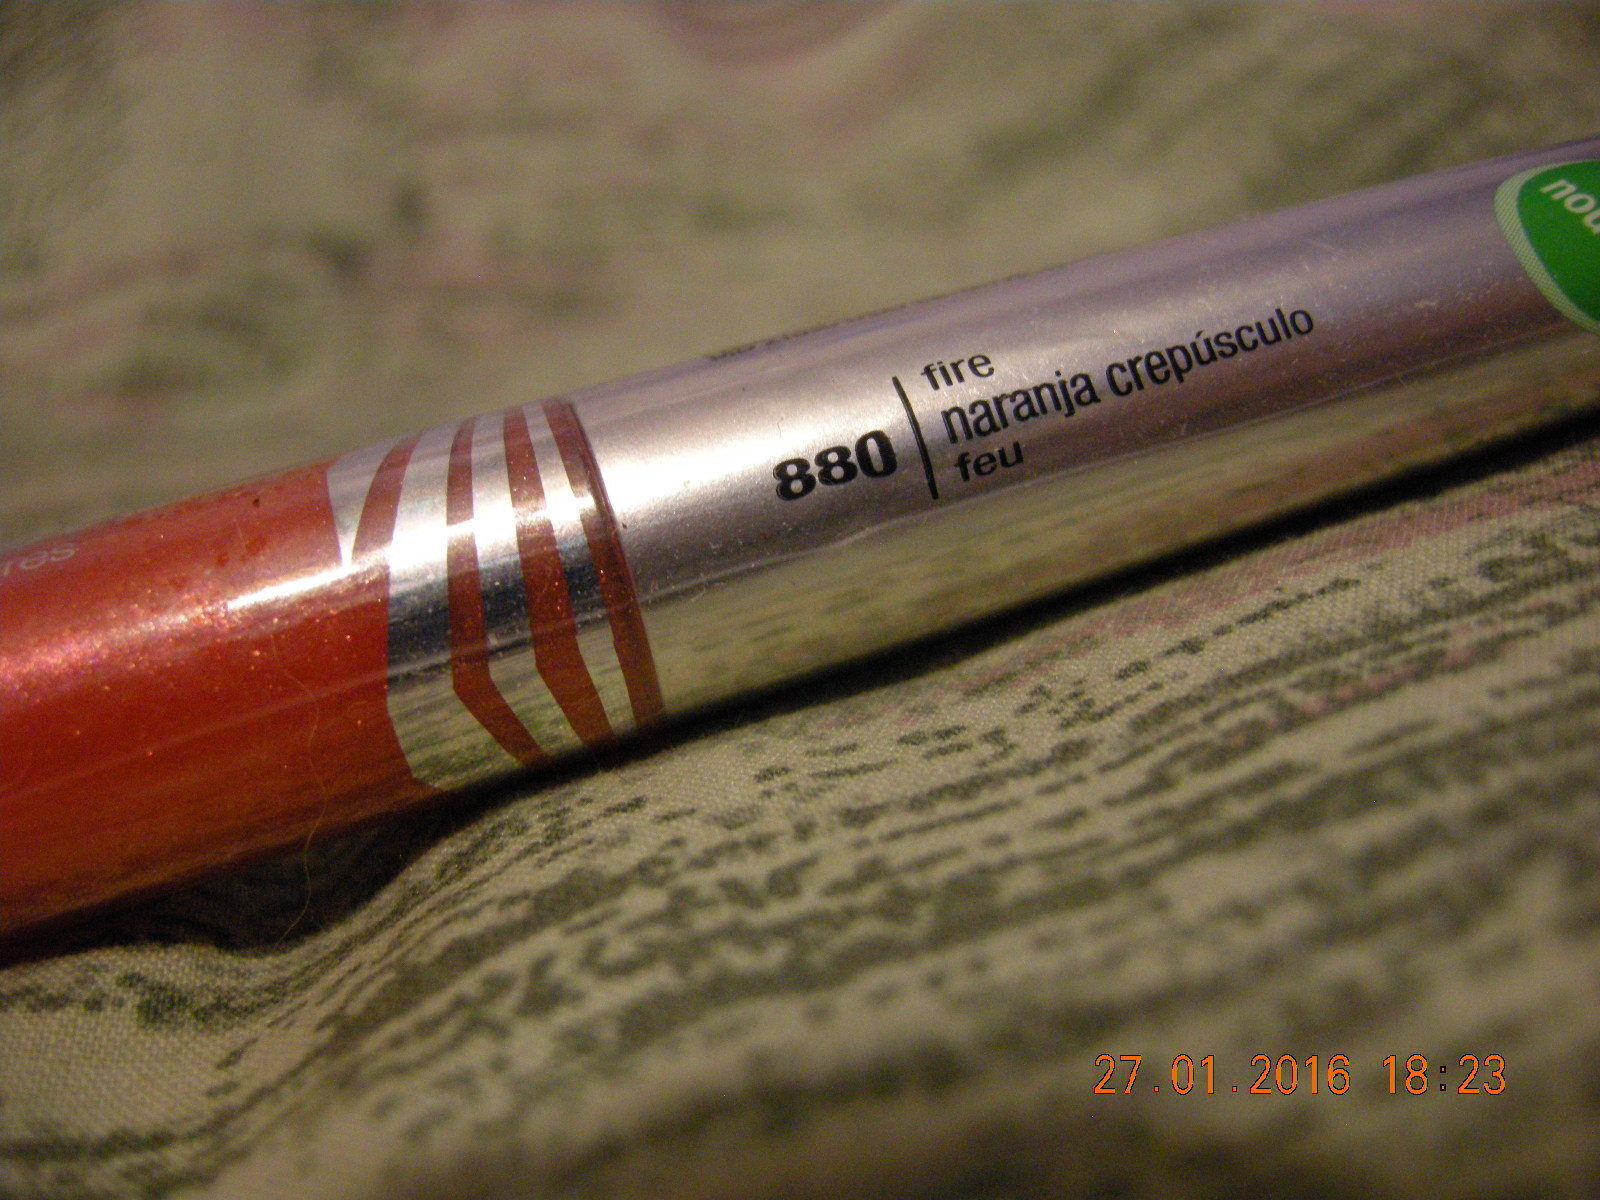 880
fire
naranja crepúsculo
feu
27.01.2016 18:23